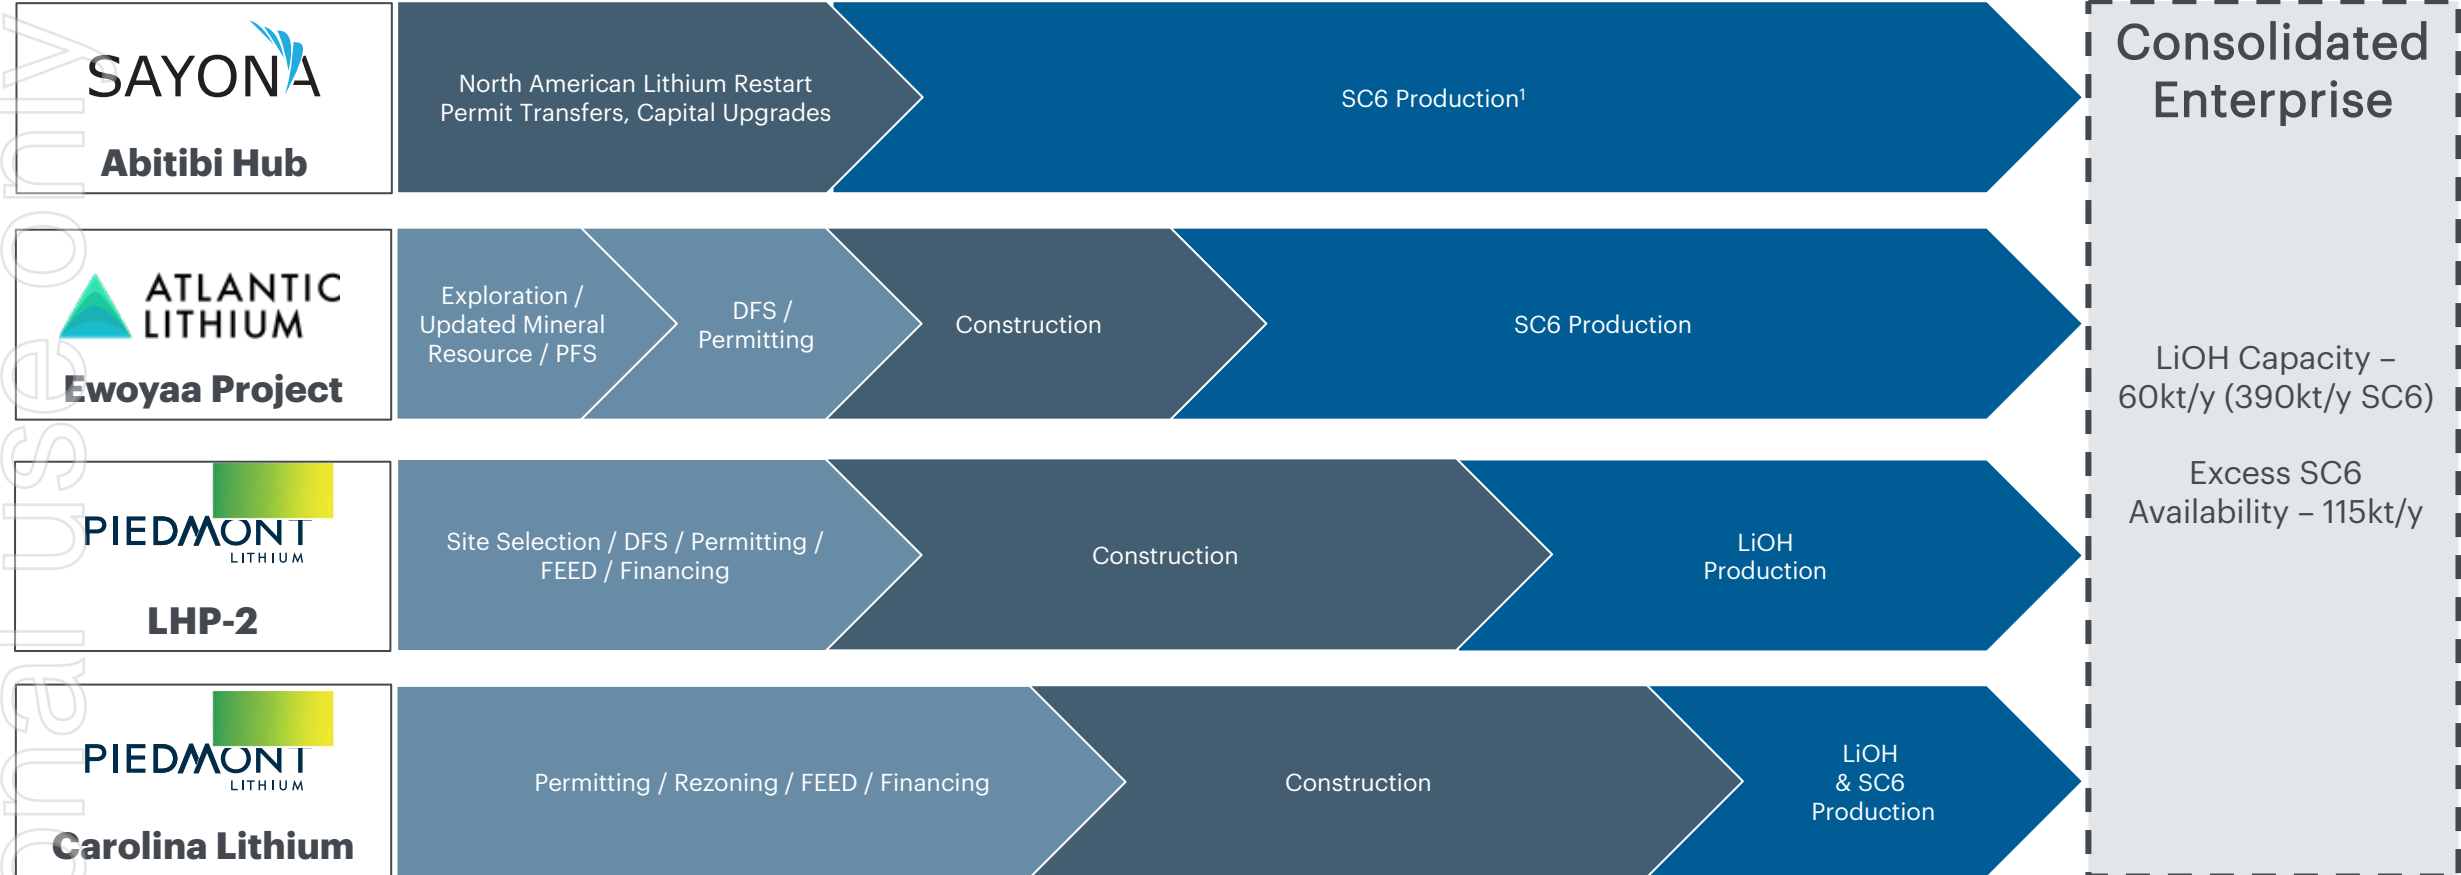 SAYONA
Abitibi Hub
North American Lithium Restart
Permit Transfers, Capital Upgrades
SC6 Production¹
ATLANTIC
LITHIUM
Ewoyaa Project
Exploration /
Updated Mineral
Resource / PFS
DFS /
Permitting
Construction
SC6 Production
PIEDMONT
LITHIUM
LHP-2
Site Selection / DFS / Permitting /
FEED / Financing
Construction
LiOH
Production
PIEDMONT
LITHIUM
Carolina Lithium
Permitting / Rezoning / FEED / Financing
Construction
LiOH
& SC6
Production
Consolidated
Enterprise
LiOH Capacity –
60kt/y (390kt/y SC6)
Excess SC6
Availability – 115kt/y
onal use only